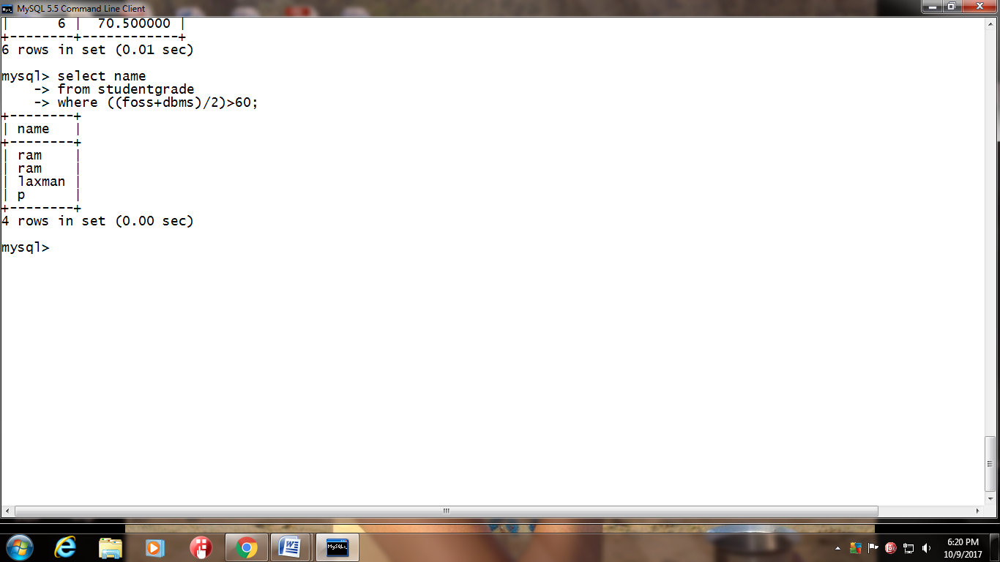 MySQL 5.5 Command Line Client
|      6 |  70.500000 |
+--------+------------+
6 rows in set (0.01 sec)
mysql> select name
    -> from studentgrade
    -> where ((foss+dbms)/2)>60;
+--------+
| name   |
+--------+
| ram    |
| ram    |
| laxman |
| p      |
+--------+
4 rows in set (0.00 sec)
mysql>
MySQL
6:20 PM
10/9/2017